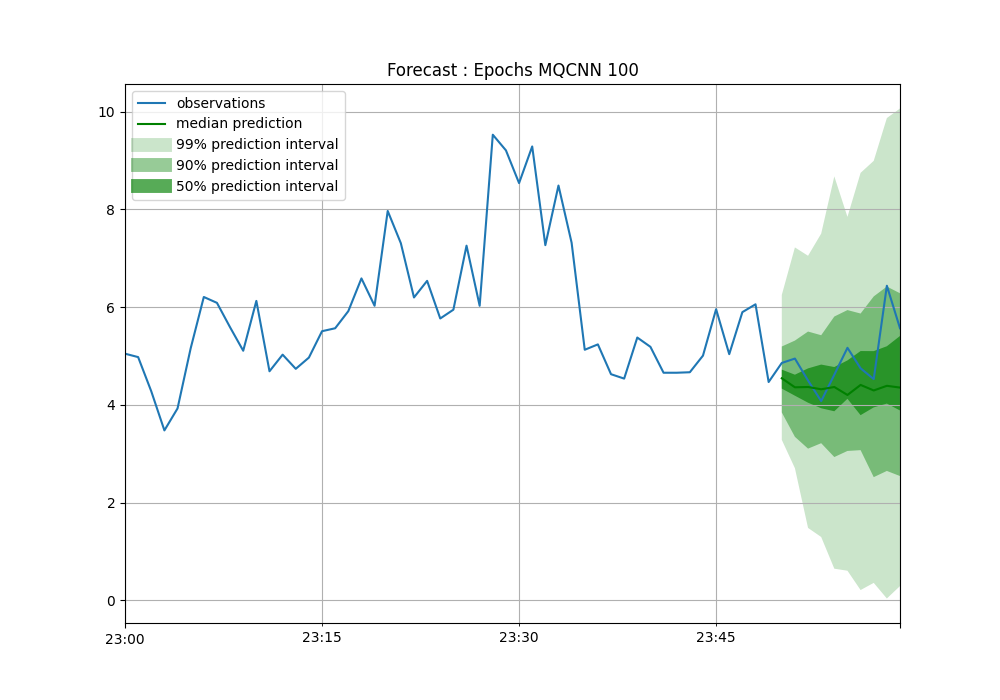 Forecast : Epochs MQCNN 100
observations
median prediction
99% prediction interval
90% prediction interval
50% prediction interval
10
8
6
4
2
0
23:00
23:15
23:30
23:45